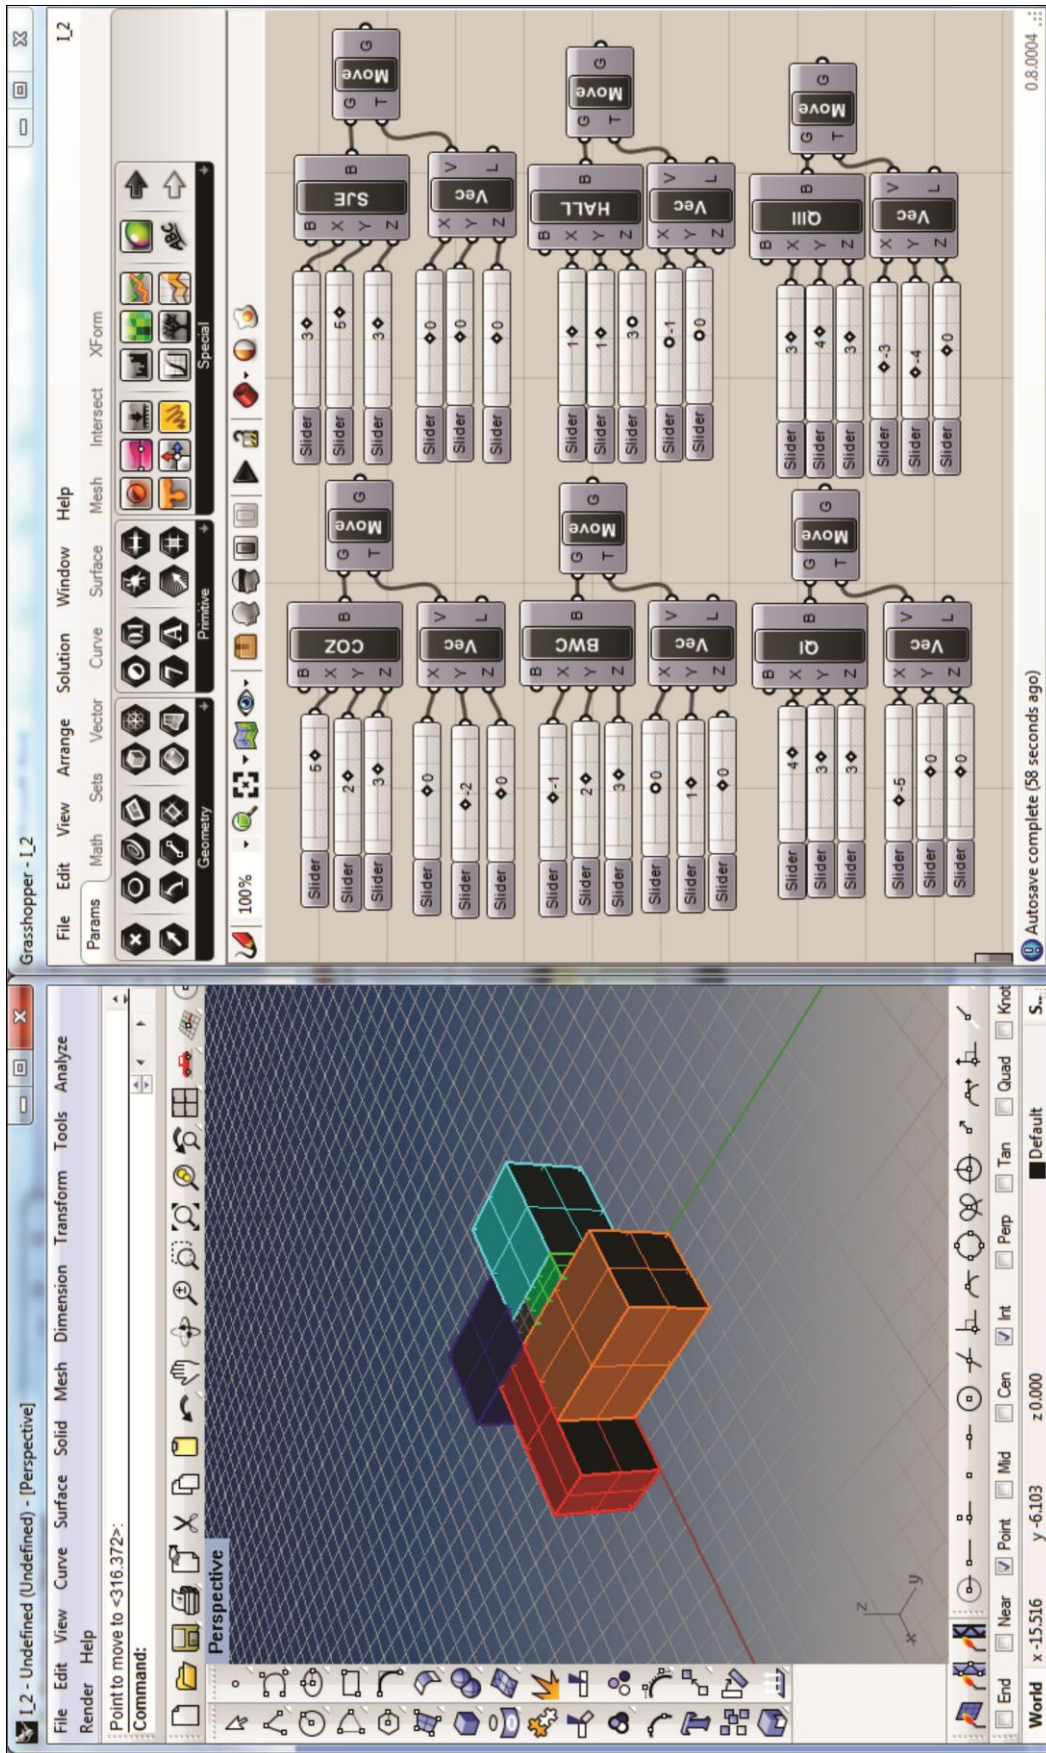 I_2 - Undefined (Undefined) - [Perspective]
File Edit View Curve Surface Solid Mesh Dimension Transform Tools Analyze
Render Help
Point to move to <316.372>:
Command:
Perspective
z
x
y
End Near Point Mid Cen Int Perp Tan Quad Knot
World x -15.516 y -6.103 z 0.000 Default S...
Grasshopper - I_2
File Edit View Arrange Solution Window Help I_2
Params Math Sets Vector Curve Surface Mesh Intersect XForm
Geometry Primitive Special
100%
Slider 5
Slider 2
Slider 3
B X Y Z COZ B
Slider 0
Slider -2
Slider 0
X Y Z Vec V L
G T Move G
Slider 3
Slider 5
Slider 3
B X Y Z SJE B
Slider 0
Slider 0
Slider 0
X Y Z Vec V L
G T Move G
Slider -1
Slider 2
Slider 3
B X Y Z BWC B
Slider 0
Slider 1
Slider 0
X Y Z Vec V L
G T Move G
Slider 1
Slider 1
Slider 3
B X Y Z HALL B
Slider -1
Slider 0
X Y Z Vec V L
G T Move G
Slider 4
Slider 3
Slider 3
B X Y Z QI B
Slider -5
Slider 0
Slider 0
X Y Z Vec V L
G T Move G
Slider 3
Slider 4
Slider 3
B X Y Z QIII B
Slider -3
Slider -4
Slider 0
X Y Z Vec V L
G T Move G
Autosave complete (58 seconds ago) 0.8.0004